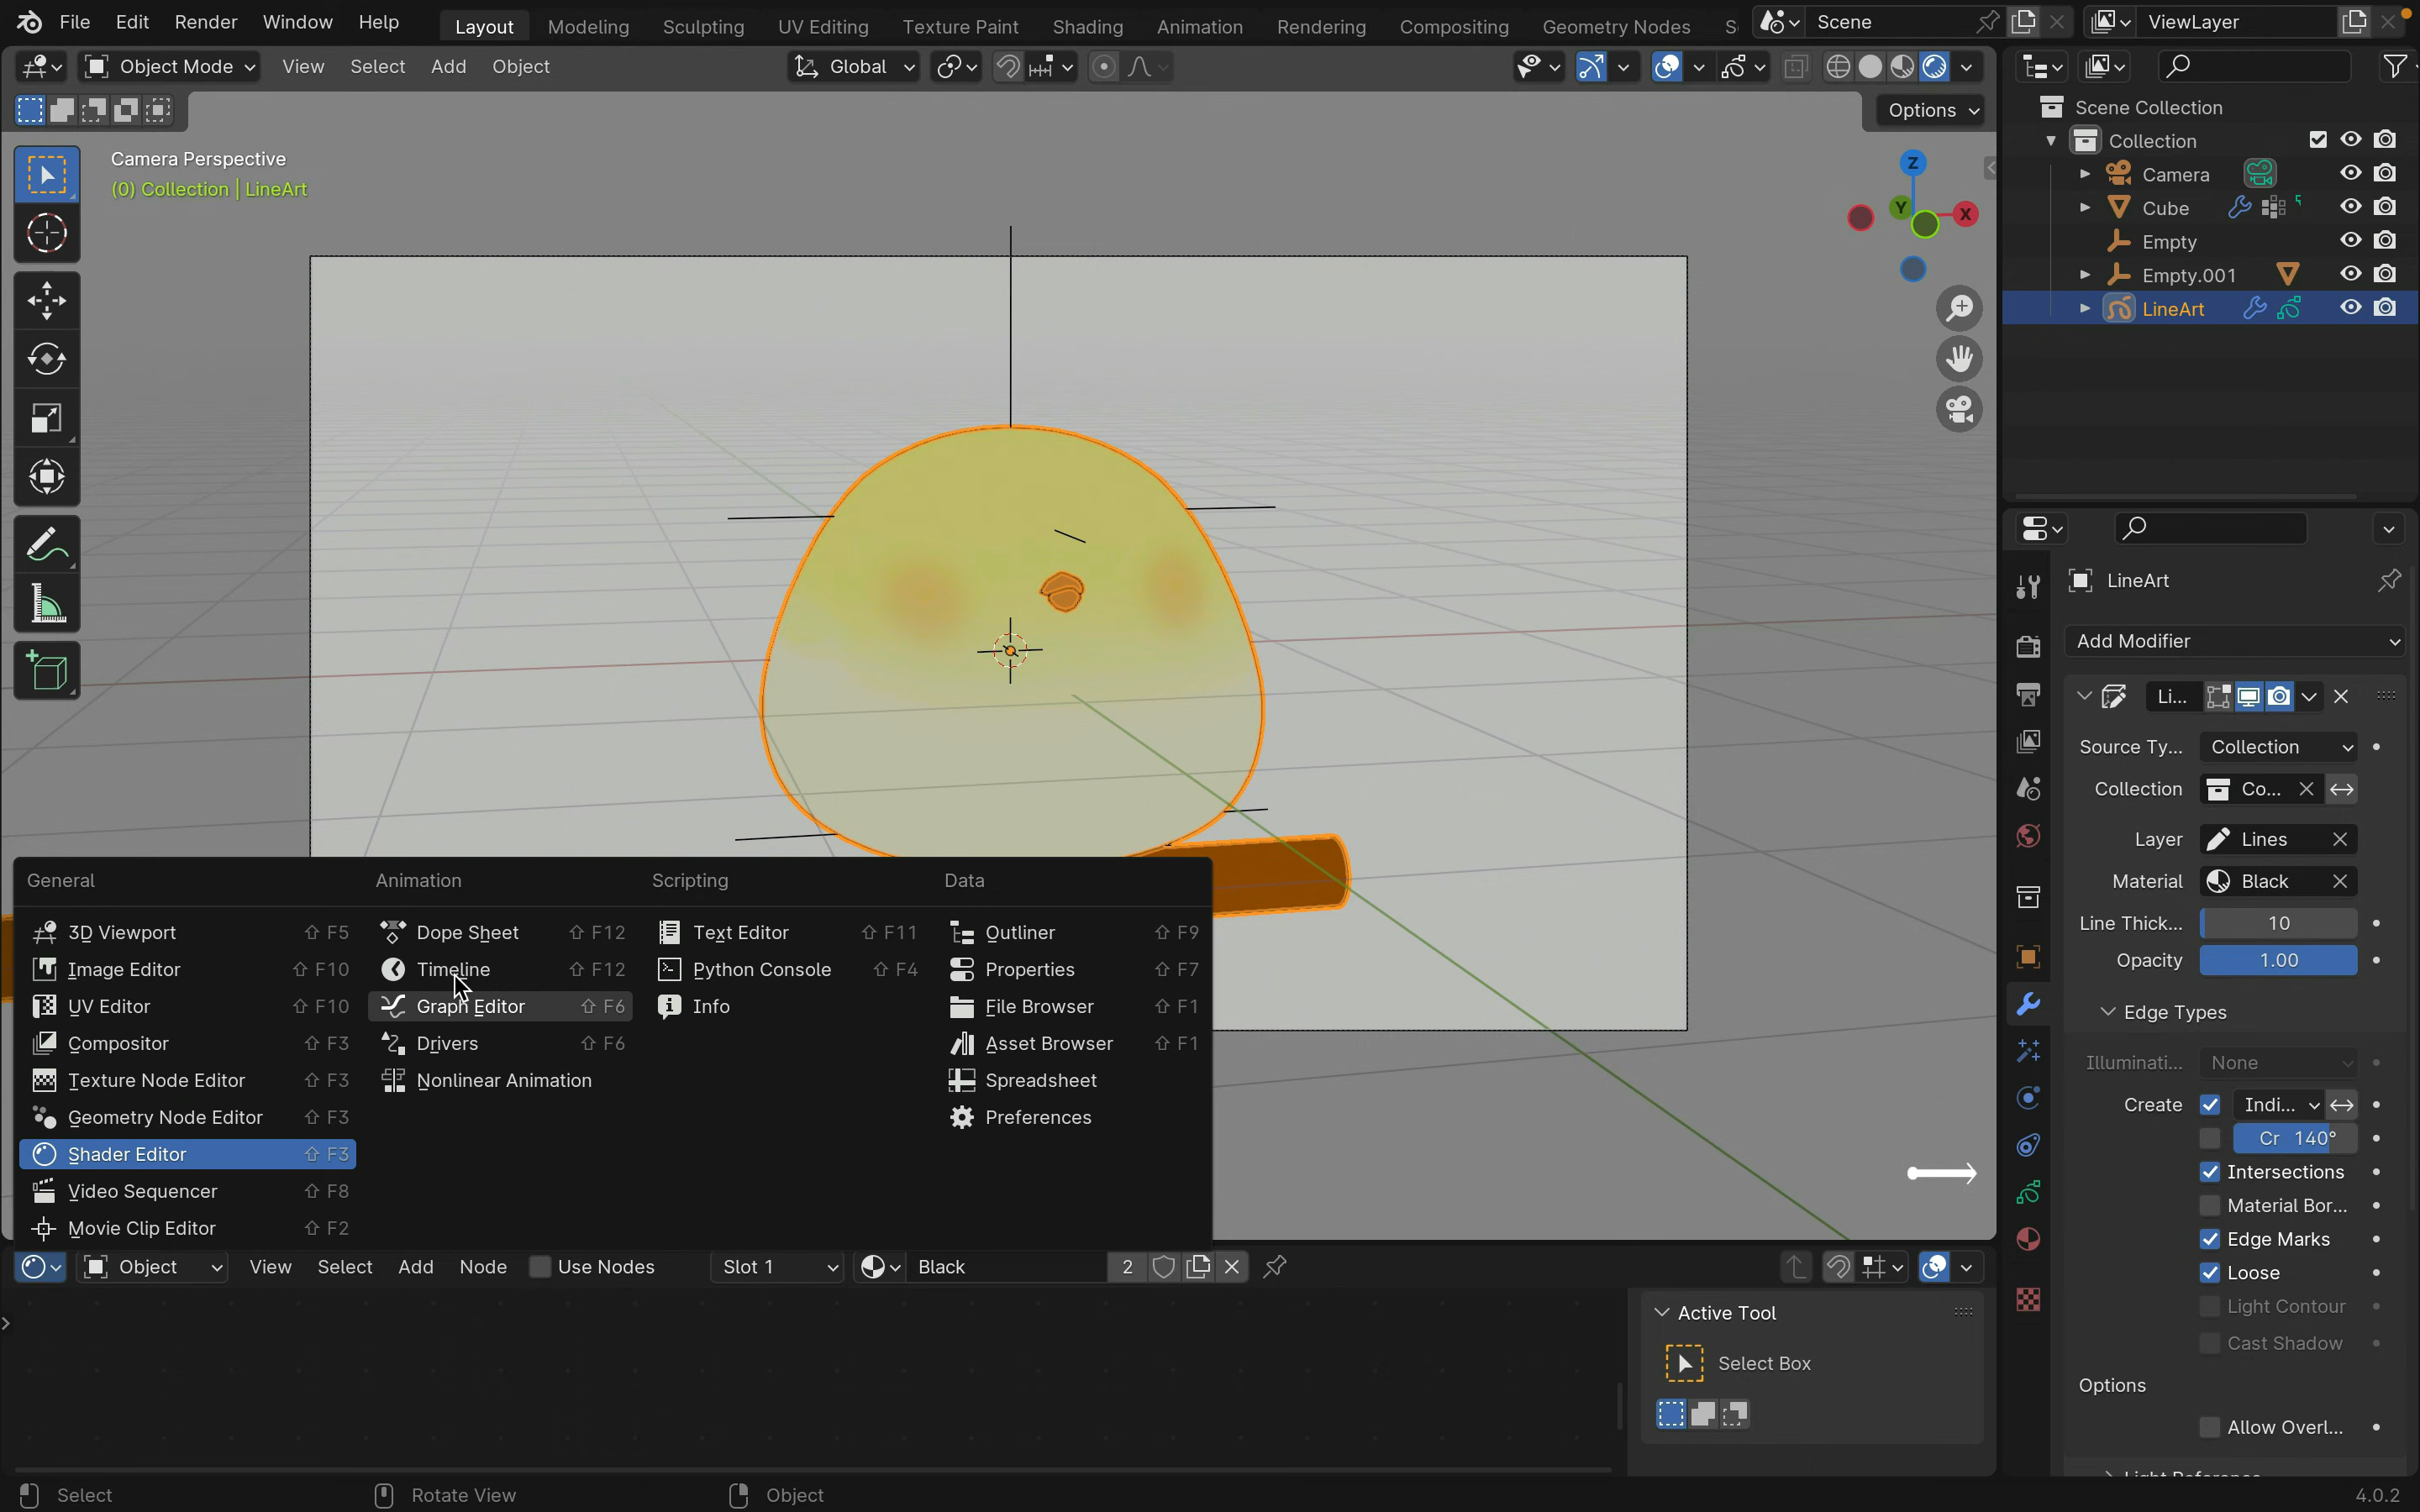 File Edit Render Window Help Layout Modeling Sculpting UV Editing Texture Paint Shading Animation Rendering Compositing Geometry Nodes Scene ViewLayer
Object Mode View Select Add Object Global
Options
Camera Perspective
(0) Collection | LineArt
Z
Y
X
Scene Collection
Collection
Camera
Cube
Empty
Empty.001
LineArt
LineArt
Add Modifier
Li...
Source Ty... Collection
Collection Co...
Layer Lines
Material Black
Line Thick... 10
Opacity 1.00
Edge Types
Illuminati... None
Create Indi...
Cr 140°
Intersections
Material Bor...
Edge Marks
Loose
Light Contour
Cast Shadow
Options
Allow Overl...
General Animation Scripting Data
3D Viewport ⇧ F5 Dope Sheet ⇧ F12 Text Editor ⇧ F11 Outliner ⇧ F9
Image Editor ⇧ F10 Timeline ⇧ F12 Python Console ⇧ F4 Properties ⇧ F7
UV Editor ⇧ F10 Graph Editor ⇧ F6 Info File Browser ⇧ F1
Compositor ⇧ F3 Drivers ⇧ F6 Asset Browser ⇧ F1
Texture Node Editor ⇧ F3 Nonlinear Animation Spreadsheet
Geometry Node Editor ⇧ F3 Preferences
Shader Editor ⇧ F3
Video Sequencer ⇧ F8
Movie Clip Editor ⇧ F2
Object View Select Add Node Use Nodes Slot 1 Black 2
Active Tool
Select Box
Select Rotate View Object 4.0.2